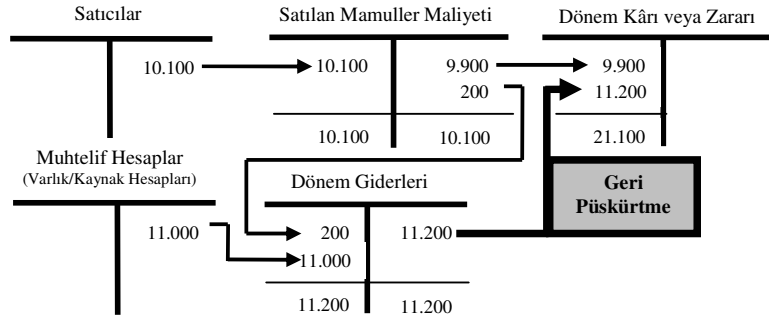 Satıcılar
Satılan Mamuller Maliyeti
Dönem Kârı veya Zararı
10.100
10.100
9.900
9.900
200
11.200
10.100
10.100
21.100
Muhtelif Hesaplar
(Varlık/Kaynak Hesapları)
Dönem Giderleri
Geri
Püskürtme
11.000
200
11.200
11.000
11.200
11.200